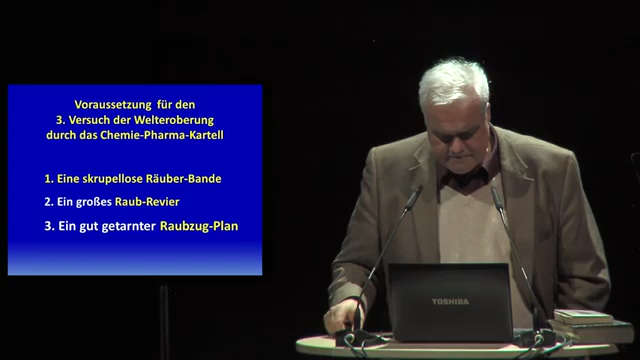 Voraussetzung für den
3. Versuch der Welteroberung
durch das Chemie-Pharma-Kartell
1. Eine skrupellose Räuber-Bande
2. Ein großes Raub-Revier
3. Ein gut getarnter Raubzug-Plan
TOSHIBA